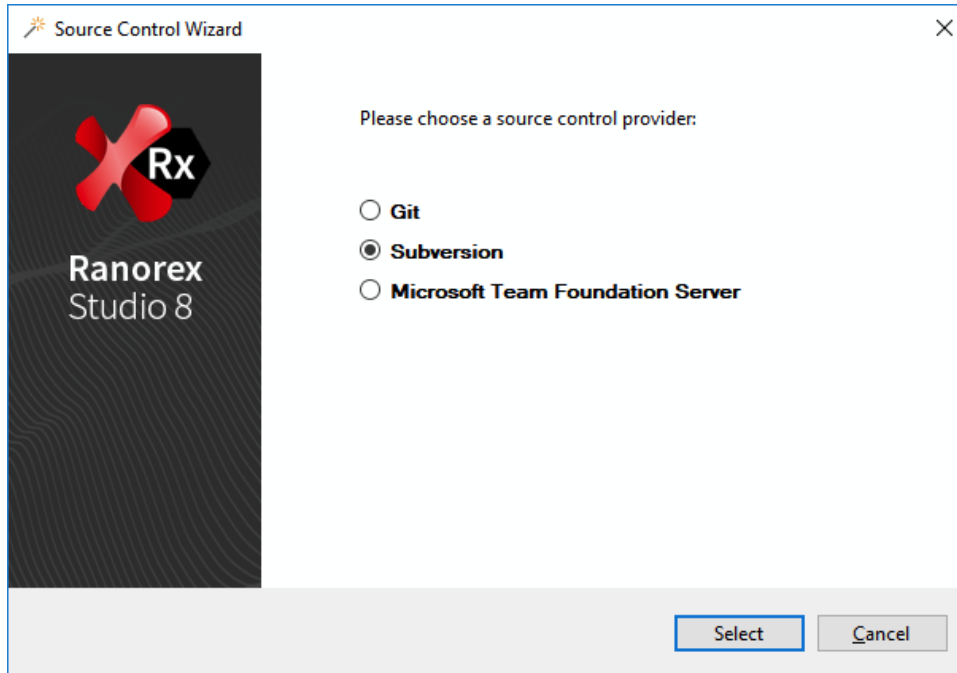 Source Control Wizard
Please choose a source control provider:
Rx
Git
Subversion
Microsoft Team Foundation Server
Ranorex
Studio 8
Select
Cancel